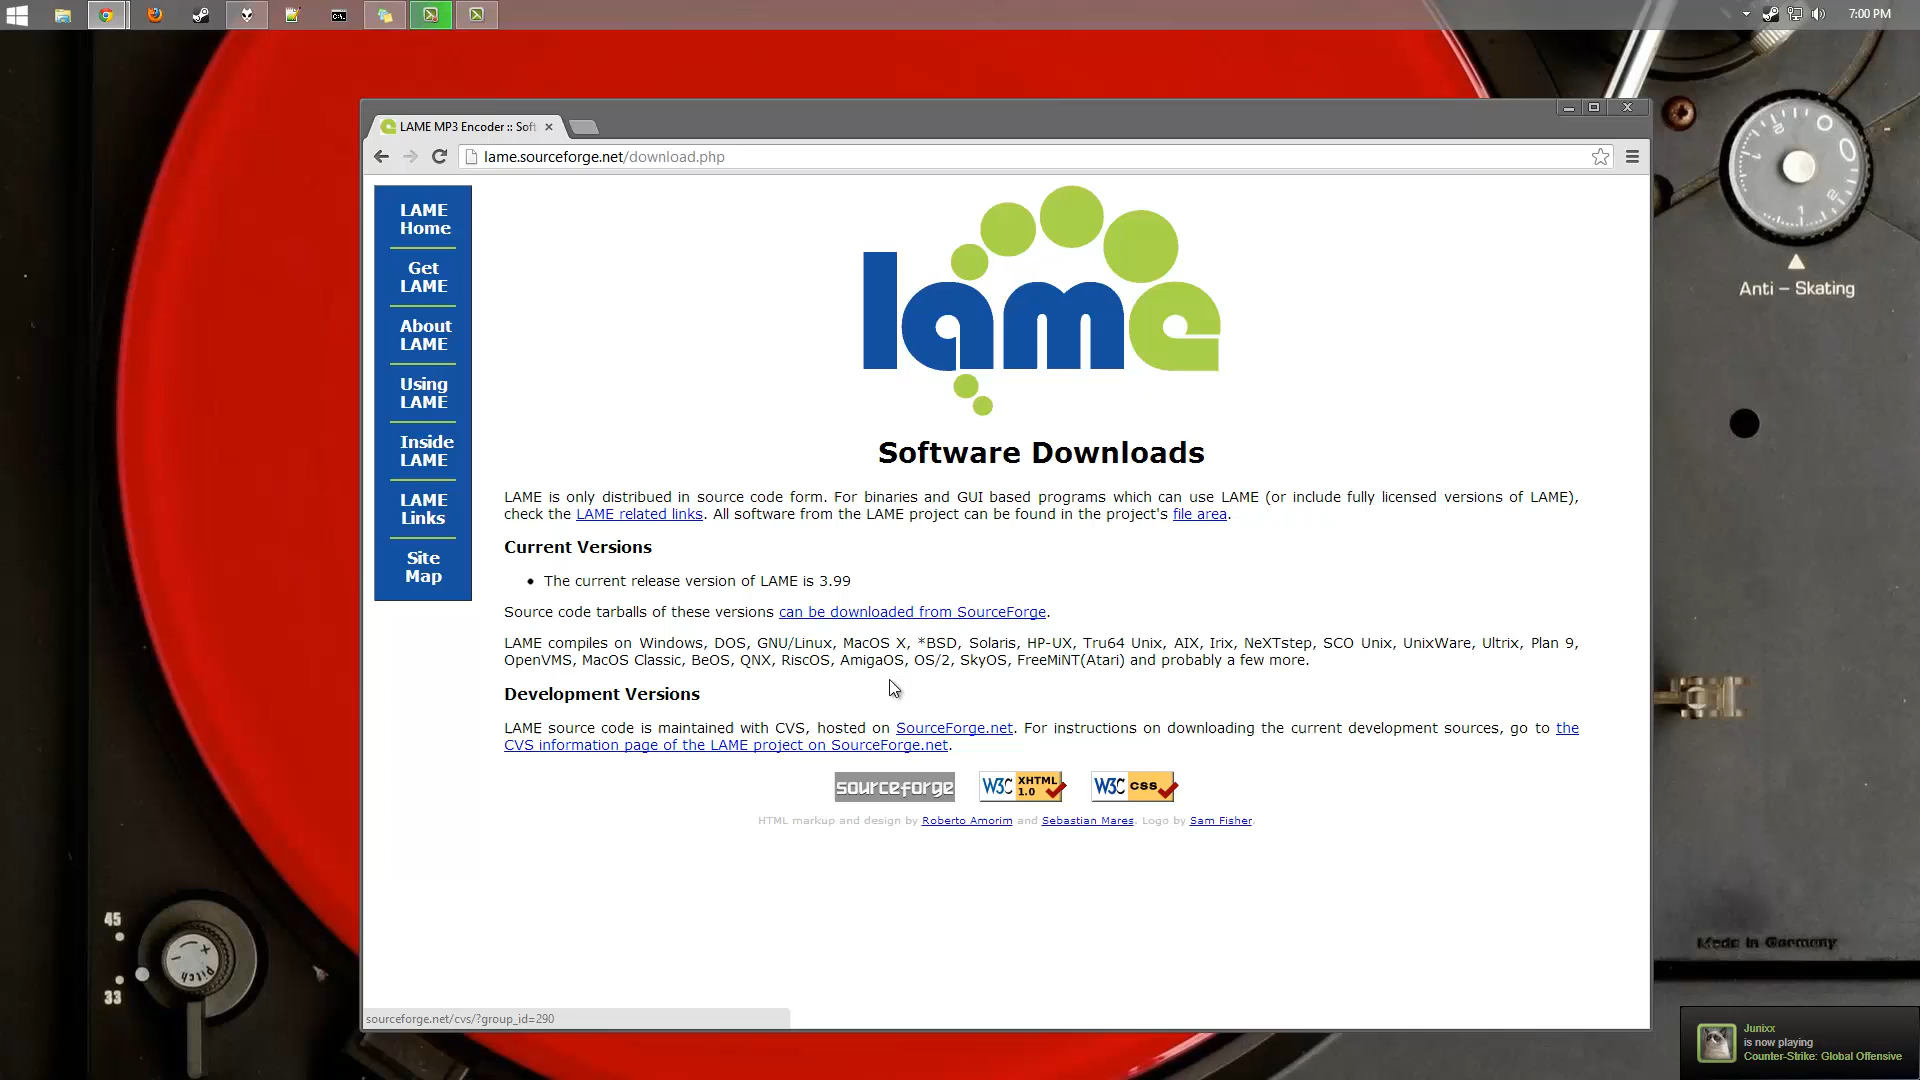 7:00 PM
LAME MP3 Encoder :: Soft
lame.sourceforge.net/download.php
LAME
Home
Get
LAME
About
LAME
Using
LAME
Inside
LAME
LAME
Links
Site
Map
lame
Software Downloads
LAME is only distribued in source code form. For binaries and GUI based programs which can use LAME (or include fully licensed versions of LAME),
check the LAME related links. All software from the LAME project can be found in the project's file area.
Current Versions
The current release version of LAME is 3.99
Source code tarballs of these versions can be downloaded from SourceForge.
LAME compiles on Windows, DOS, GNU/Linux, MacOS X, *BSD, Solaris, HP-UX, Tru64 Unix, AIX, Irix, NeXTstep, SCO Unix, UnixWare, Ultrix, Plan 9,
OpenVMS, MacOS Classic, BeOS, QNX, RiscOS, AmigaOS, OS/2, SkyOS, FreeMiNT(Atari) and probably a few more.
Development Versions
LAME source code is maintained with CVS, hosted on SourceForge.net. For instructions on downloading the current development sources, go to the
CVS information page of the LAME project on SourceForge.net.
sourceforge
W3C XHTML 1.0
W3C css
HTML markup and design by Roberto Amorim and Sebastian Mares. Logo by Sam Fisher.
sourceforge.net/cvs/?group_id=290
Anti – Skating
Made in Germany
45
33
Pitch
Junixx
is now playing
Counter-Strike: Global Offensive